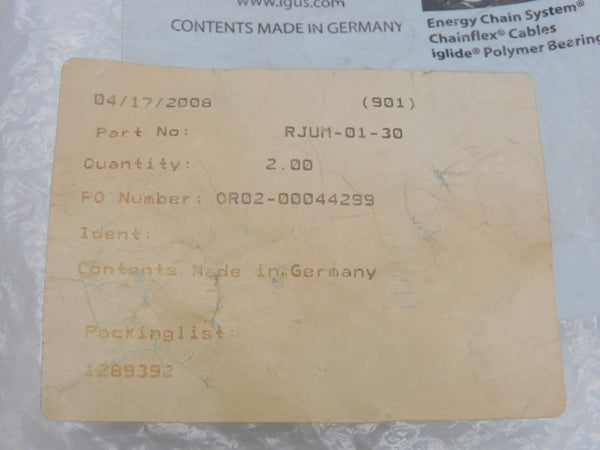 www.igus.com
CONTENTS MADE IN GERMANY
Energy Chain System®
Chainflex® Cables
iglide® Polymer Bearing
04/17/2008 (901)
Part No: RJUM-01-30
Quantity: 2.00
PO Number: OR02-00044299
Ident:
Contents Made in Germany
Packinglist:
1289392